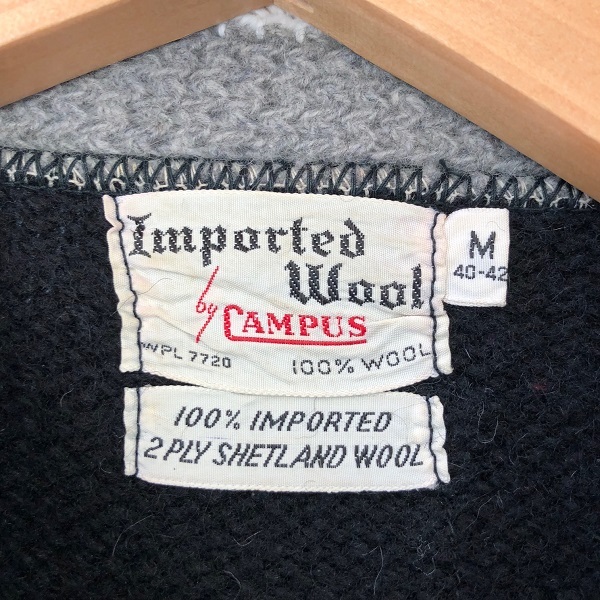 Imported
Wool
by CAMPUS
WPL 7720 100% WOOL
M
40-42
100% IMPORTED
2 PLY SHETLAND WOOL